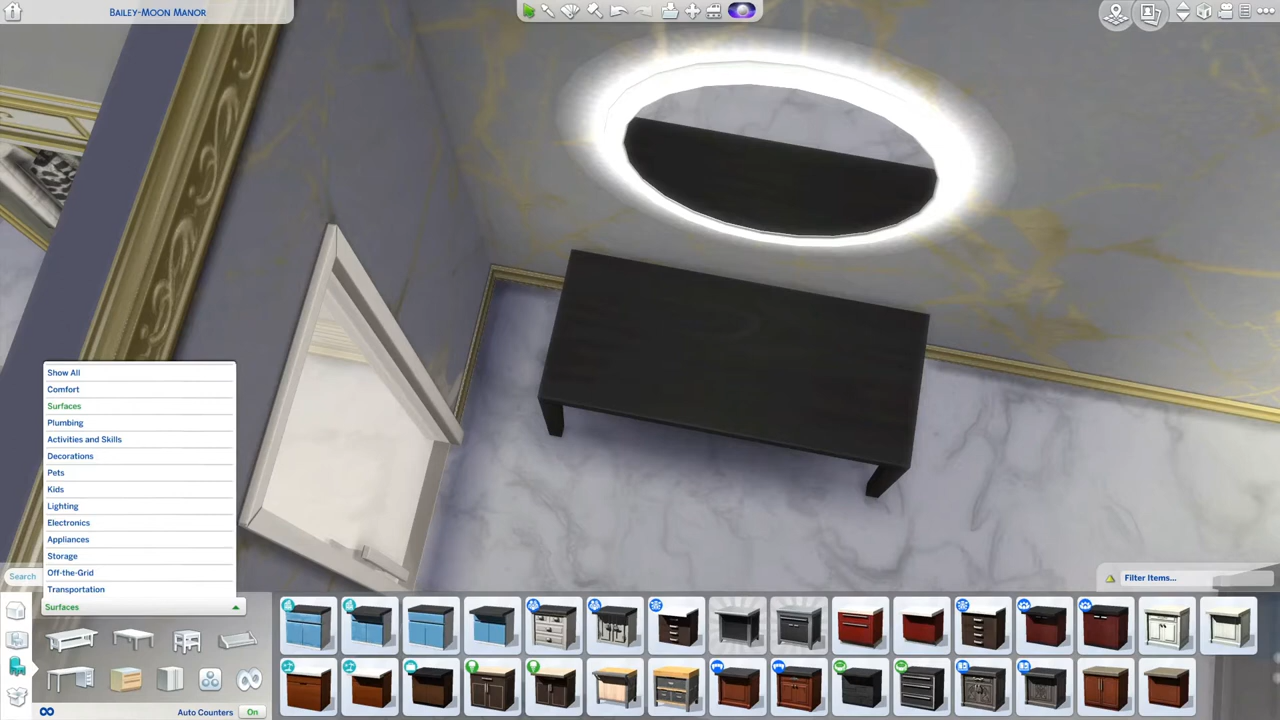 Bailey-Moon Manor
Show All
Comfort
Surfaces
Plumbing
Activities and Skills
Decorations
Pets
Kids
Lighting
Electronics
Appliances
Storage
Off-the-Grid
Transportation
Search
Filter Items...
Surfaces
Auto Counters
On